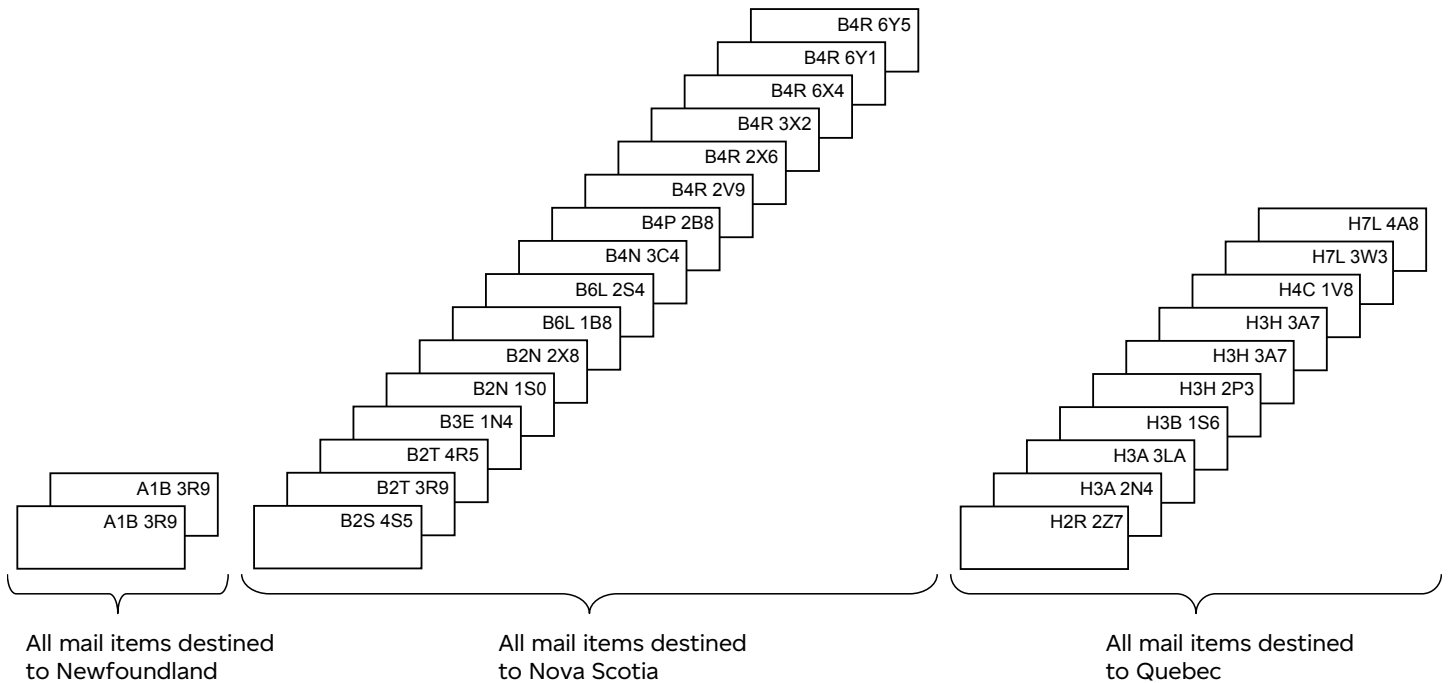 B4R 6Y5
B4R 6Y1
B4R 6X4
B4R 3X2
B4R 2X6
B4R 2V9
B4P 2B8
B4N 3C4
B6L 2S4
B6L 1B8
B2N 2X8
B2N 1S0
B3E 1N4
B2T 4R5
B2T 3R9
B2S 4S5
A1B 3R9
A1B 3R9
H7L 4A8
H7L 3W3
H4C 1V8
H3H 3A7
H3H 3A7
H3H 2P3
H3B 1S6
H3A 3LA
H3A 2N4
H2R 2Z7
All mail items destined
to Newfoundland
All mail items destined
to Nova Scotia
All mail items destined
to Quebec